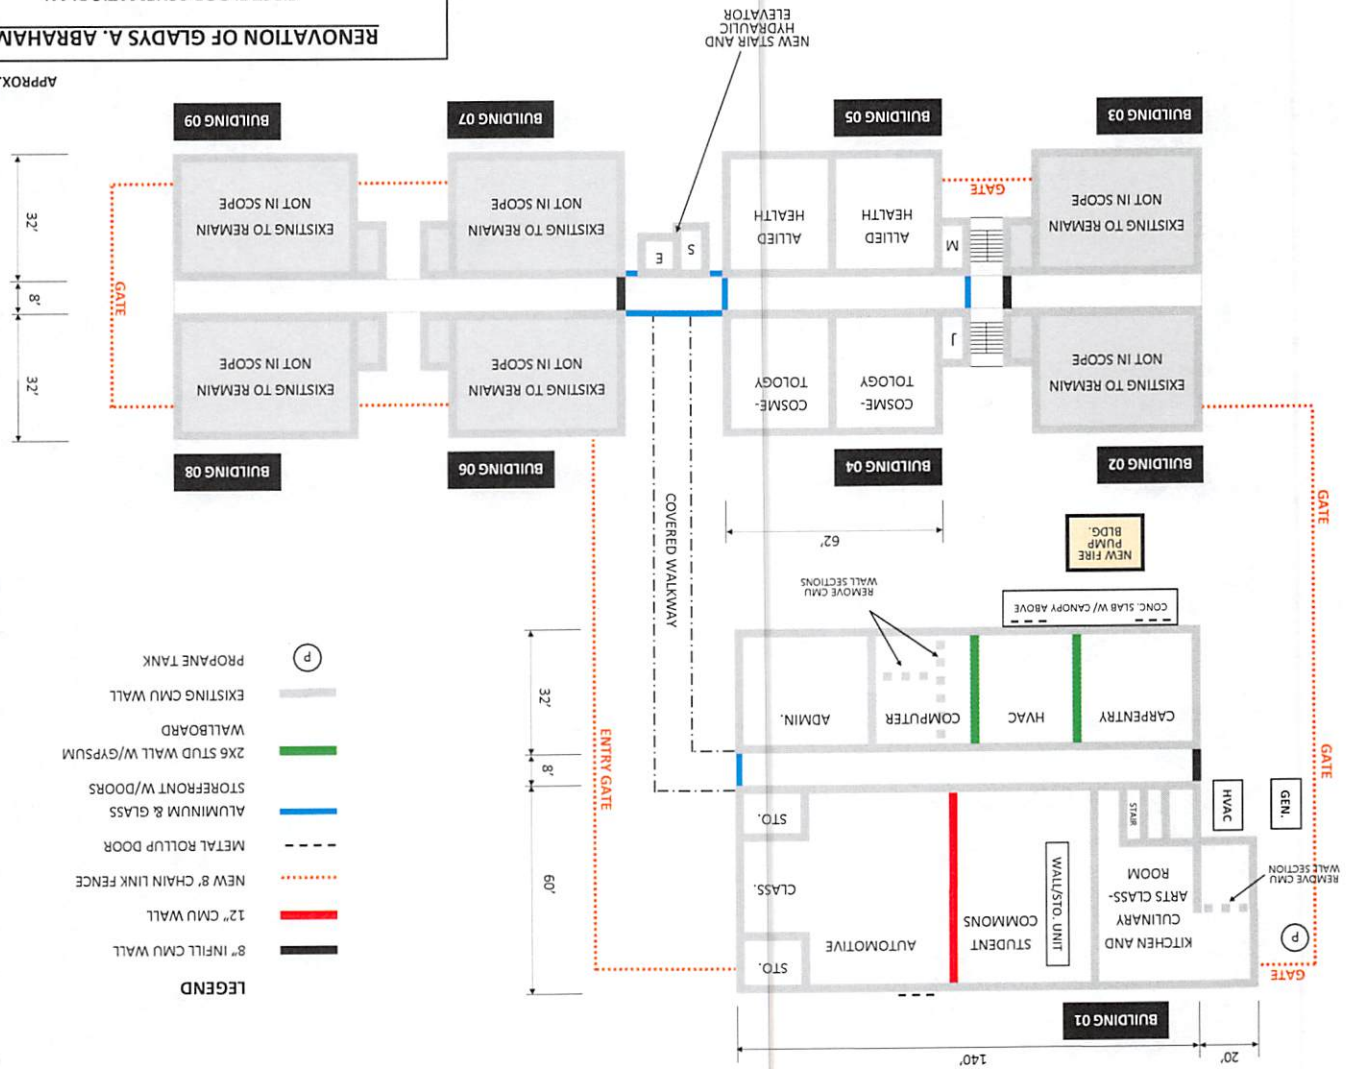 20'
140'
BUILDING 01
GATE
P
REMOVE CMU
WALL SECTION
KITCHEN AND
CULINARY
ARTS CLASS-
ROOM
STAIR
WALL/STO. UNIT
STUDENT
COMMONS
AUTOMOTIVE
STO.
CLASS.
STO.
60'
GEN.
HVAC
8'
CARPENTRY
HVAC
COMPUTER
ADMIN.
32'
CONC. SLAB W/ CANOPY ABOVE
REMOVE CMU
WALL SECTIONS
NEW FIRE
PUMP
BLDG.
62'
GATE
GATE
COVERED WALKWAY
ENTRY GATE
LEGEND
8" INFILL CMU WALL
12" CMU WALL
NEW 8' CHAIN LINK FENCE
METAL ROLLUP DOOR
ALUMINUM & GLASS
STOREFRONT W/DOORS
2X6 STUD WALL W/GYPSUM
WALLBOARD
EXISTING CMU WALL
P
PROPANE TANK
BUILDING 02
BUILDING 04
BUILDING 06
BUILDING 08
EXISTING TO REMAIN
NOT IN SCOPE
COSME-
TOLOGY
COSME-
TOLOGY
EXISTING TO REMAIN
NOT IN SCOPE
EXISTING TO REMAIN
NOT IN SCOPE
32'
J
8'
GATE
M
S
E
EXISTING TO REMAIN
NOT IN SCOPE
ALLIED
HEALTH
ALLIED
HEALTH
EXISTING TO REMAIN
NOT IN SCOPE
EXISTING TO REMAIN
NOT IN SCOPE
32'
GATE
BUILDING 03
BUILDING 05
BUILDING 07
BUILDING 09
NEW STAIR AND
HYDRAULIC
ELEVATOR
APPROX.
RENOVATION OF GLADYS A. ABRAHAM